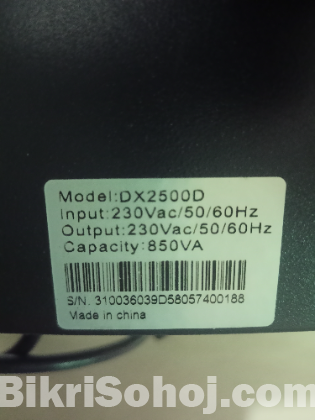 Model:DX2500D
Input:230Vac/50/60Hz
Output:230Vac/50/60Hz
Capacity:850VA
S/N. 310036039D58057400188
Made in china
BikriSohoj.com